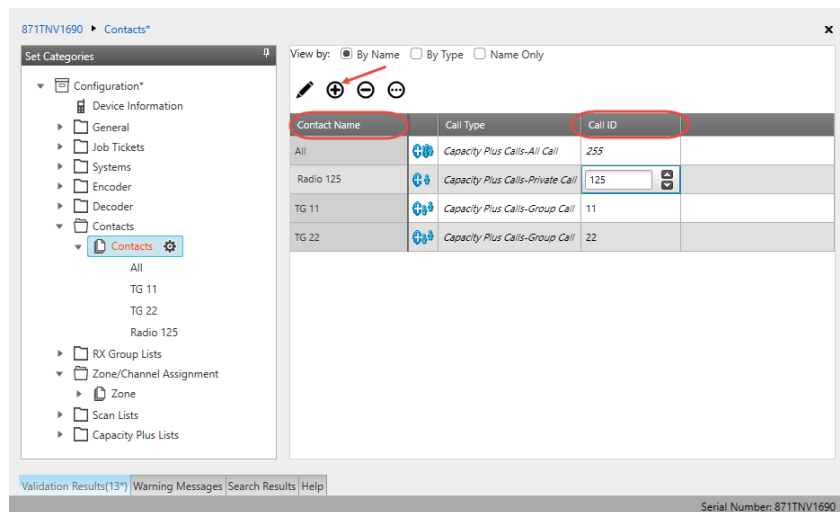 871TNV1690 ▸ Contacts*
x
Set Categories
Configuration*
Device Information
General
Job Tickets
Systems
Encoder
Decoder
Contacts
Contacts
All
TG 11
TG 22
Radio 125
RX Group Lists
Zone/Channel Assignment
Zone
Scan Lists
Capacity Plus Lists
View by: By Name By Type Name Only
Contact Name Call Type Call ID
All Capacity Plus Calls-All Call 255
Radio 125 Capacity Plus Calls-Private Call 125
TG 11 Capacity Plus Calls-Group Call 11
TG 22 Capacity Plus Calls-Group Call 22
Validation Results(13*) Warning Messages Search Results Help
Serial Number: 871TNV1690